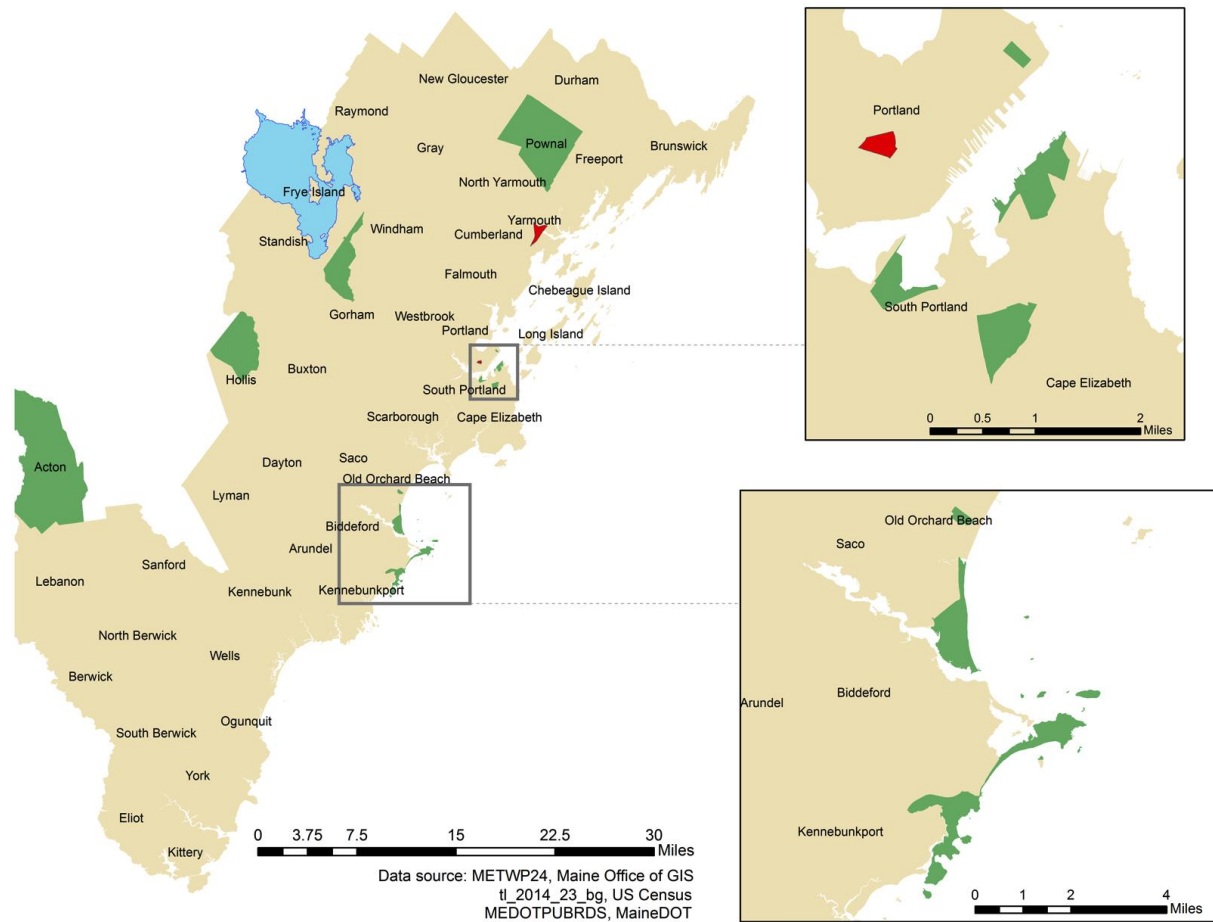 New Gloucester
Durham
Raymond
Gray
Pownal
Freeport
Brunswick
North Yarmouth
Frye Island
Windham
Yarmouth
Cumberland
Standish
Falmouth
Chebeague Island
Gorham
Westbrook
Portland
Long Island
Hollis
Buxton
South Portland
Scarborough
Cape Elizabeth
Acton
Dayton
Saco
Old Orchard Beach
Lyman
Biddeford
Arundel
Sanford
Lebanon
Kennebunk
Kennebunkport
North Berwick
Wells
Berwick
Ogunquit
South Berwick
York
Eliot
Kittery
0 3.75 7.5 15 22.5 30
Miles
Data source: METWP24, Maine Office of GIS
tl_2014_23_bg, US Census
MEDOTPUBRDS, MaineDOT
Portland
South Portland
Cape Elizabeth
0 0.5 1 2
Miles
Old Orchard Beach
Saco
Biddeford
Arundel
Kennebunkport
0 1 2 4
Miles